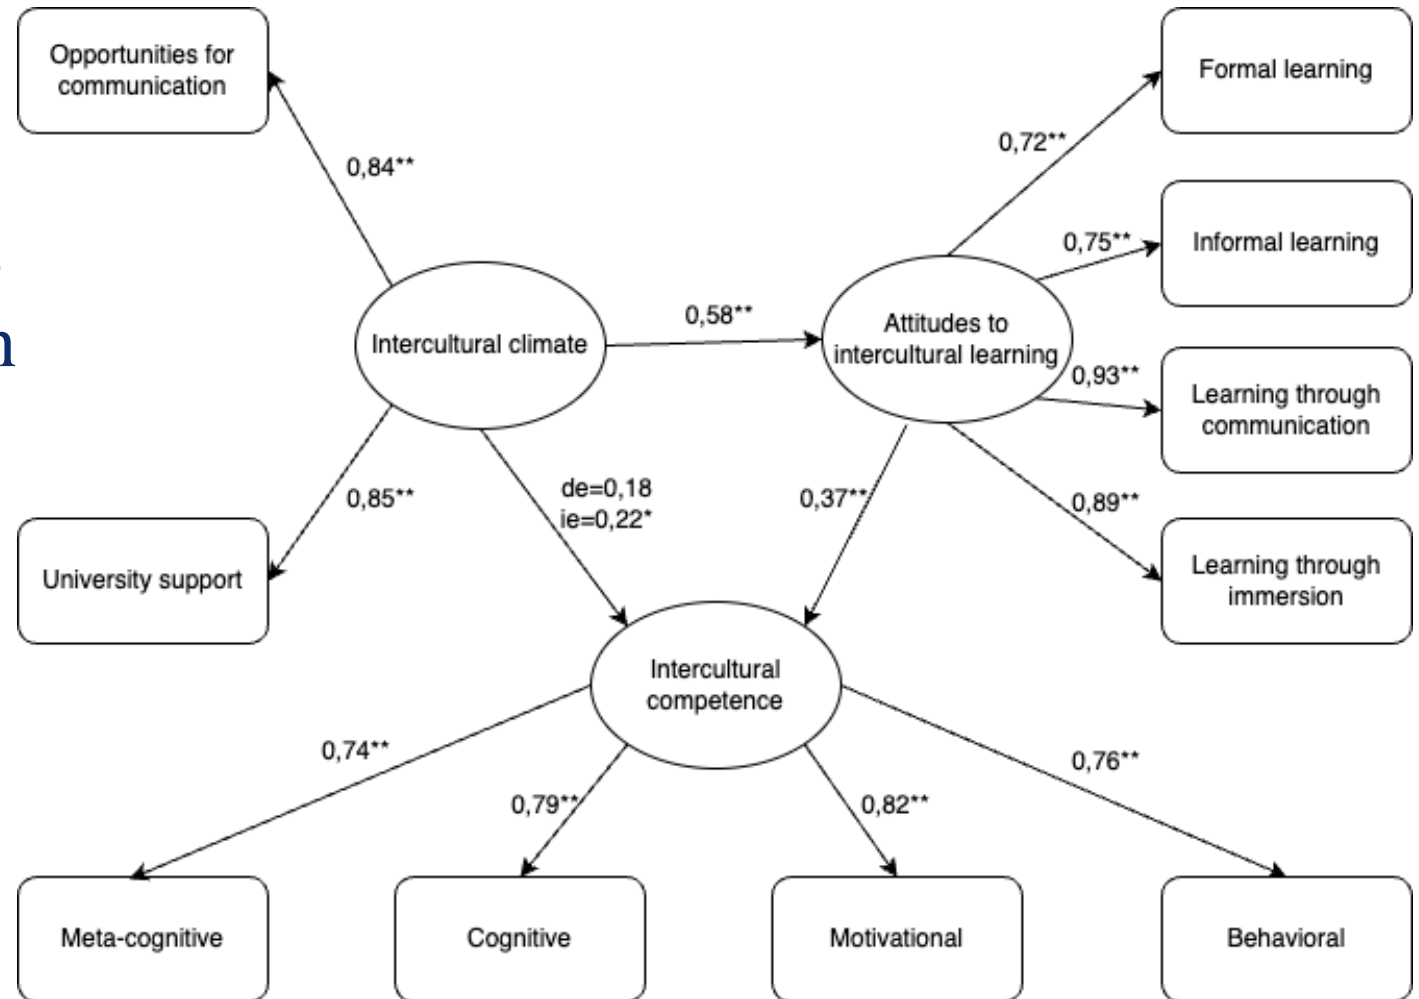 Opportunities for
communication
Formal learning
0,72**
0,84**
Informal learning
0,75**
n
0,58**
Intercultural climate
Attitudes to
intercultural learning
0,93**
Learning through
communication
de=0,18
ie=0,22*
0,85**
0,37**
0,89**
University support
Learning through
immersion
Intercultural
competence
0,74**
0,79**
0,82**
0,76**
Meta-cognitive
Cognitive
Motivational
Behavioral